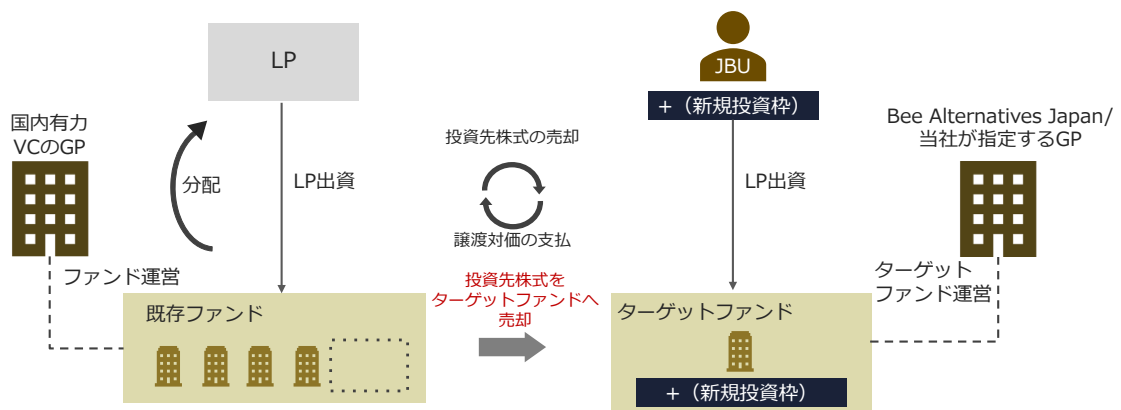 LP
国内有力
VCのGP
分配
LP出資
ファンド運営
既存ファンド
投資先株式の売却
譲渡対価の支払
投資先株式を
ターゲットファンドへ
売却
JBU
+(新規投資枠)
LP出資
Bee Alternatives Japan/
当社が指定するGP
ターゲット
ファンド運営
ターゲットファンド
+(新規投資枠)